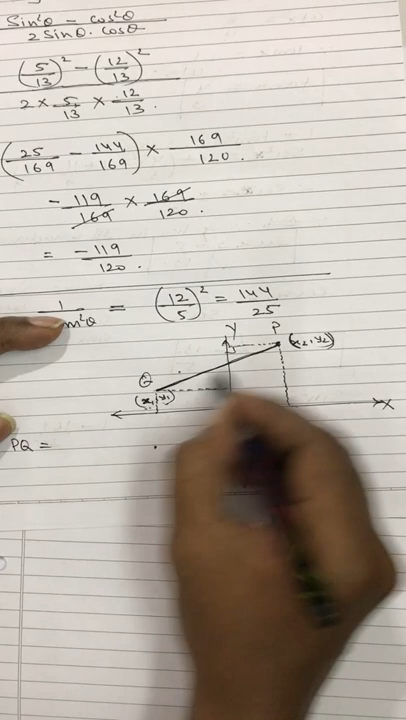 Sin²θ - cos²θ
2 Sinθ . cosθ
(5/13)² - (12/13)²
2 × 5/13 × 12/13 .
(25/169 - 144/169) × 169/120 .
- 119/169 × 169/120 .
= -119/120 .
1 = (12/5)² = 144/25
y P
(x₂, y₂)
Q
(x₁, y₁)
X
PQ =